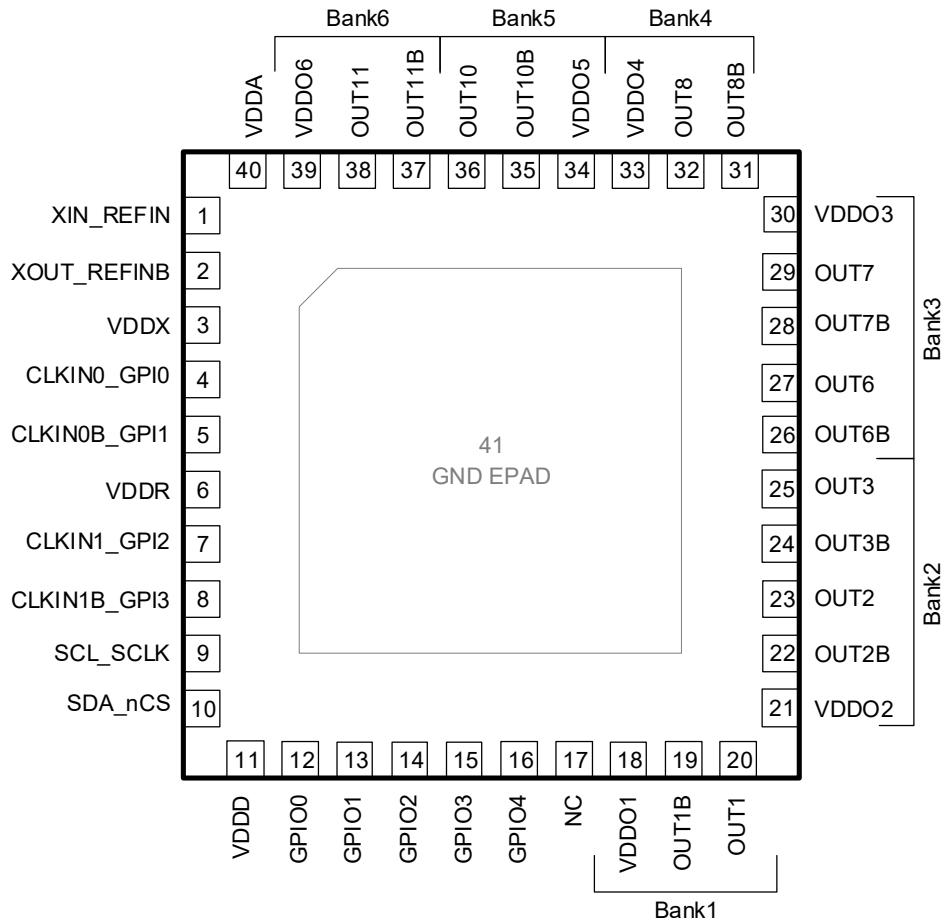 Bank6
Bank5
Bank4
VDDA
VDDO6
OUT11
OUT11B
OUT10
OUT10B
VDDO5
VDDO4
OUT8
OUT8B
40
39
38
37
36
35
34
33
32
31
XIN_REFIN 1
XOUT_REFINB 2
VDDX 3
CLKIN0_GPI0 4
CLKIN0B_GPI1 5
VDDR 6
CLKIN1_GPI2 7
CLKIN1B_GPI3 8
SCL_SCLK 9
SDA_nCS 10
41
GND EPAD
30 VDDO3
29 OUT7
28 OUT7B
27 OUT6
26 OUT6B
25 OUT3
24 OUT3B
23 OUT2
22 OUT2B
21 VDDO2
Bank3
Bank2
11
12
13
14
15
16
17
18
19
20
VDDD
GPIO0
GPIO1
GPIO2
GPIO3
GPIO4
NC
VDDO1
OUT1B
OUT1
Bank1